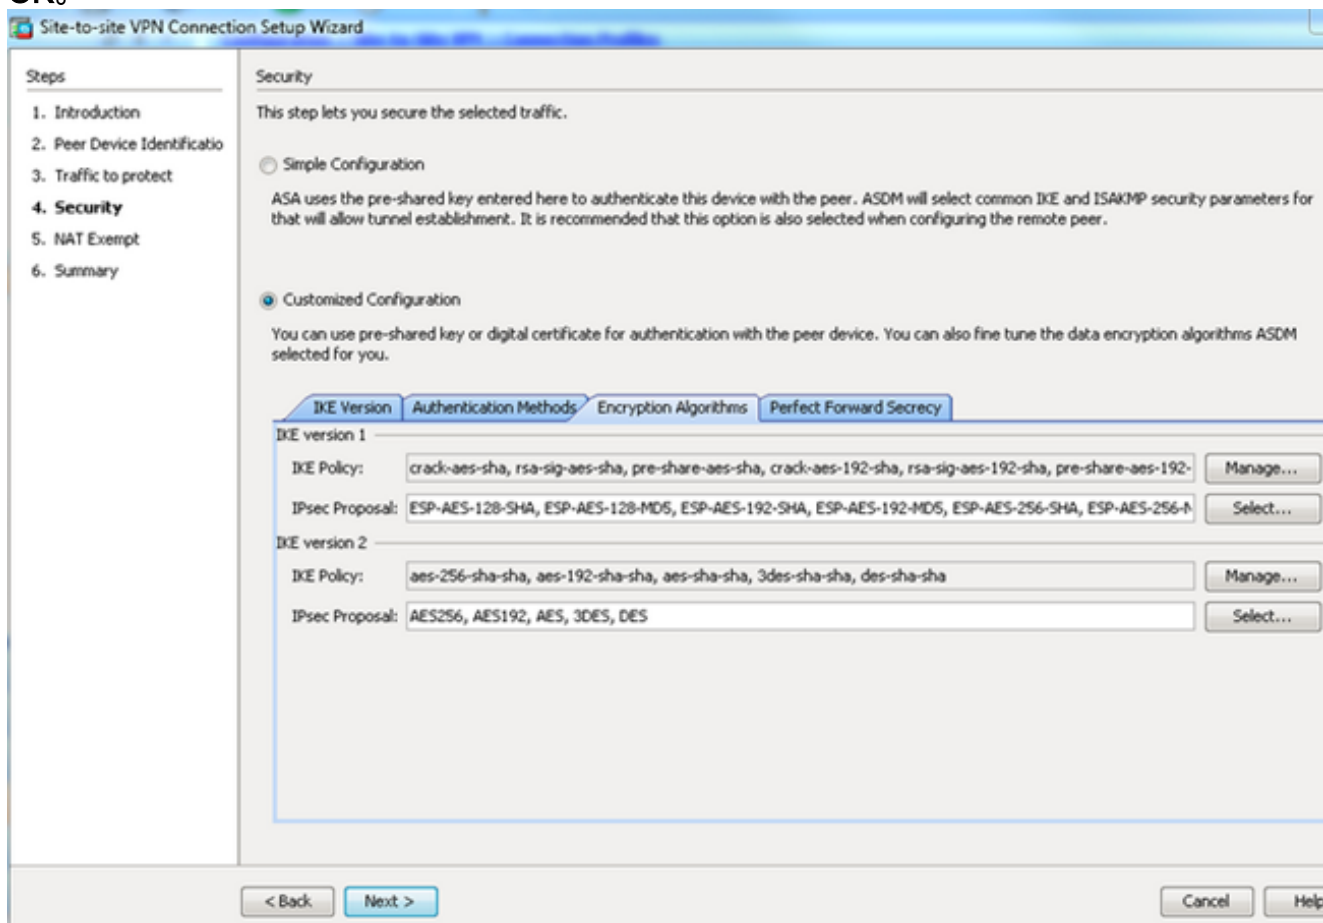 OK。
Site-to-site VPN Connection Setup Wizard
Steps
1. Introduction
2. Peer Device Identificatio
3. Traffic to protect
4. Security
5. NAT Exempt
6. Summary
Security
This step lets you secure the selected traffic.
Simple Configuration
ASA uses the pre-shared key entered here to authenticate this device with the peer. ASDM will select common IKE and ISAKMP security parameters for
that will allow tunnel establishment. It is recommended that this option is also selected when configuring the remote peer.
Customized Configuration
You can use pre-shared key or digital certificate for authentication with the peer device. You can also fine tune the data encryption algorithms ASDM
selected for you.
IKE Version Authentication Methods Encryption Algorithms Perfect Forward Secrecy
IKE version 1
IKE Policy: crack-aes-sha, rsa-sig-aes-sha, pre-share-aes-sha, crack-aes-192-sha, rsa-sig-aes-192-sha, pre-share-aes-192- Manage...
IPsec Proposal: ESP-AES-128-SHA, ESP-AES-128-MD5, ESP-AES-192-SHA, ESP-AES-192-MD5, ESP-AES-256-SHA, ESP-AES-256-M Select...
IKE version 2
IKE Policy: aes-256-sha-sha, aes-192-sha-sha, aes-sha-sha, 3des-sha-sha, des-sha-sha Manage...
IPsec Proposal: AES256, AES192, AES, 3DES, DES Select...
< Back Next > Cancel Help